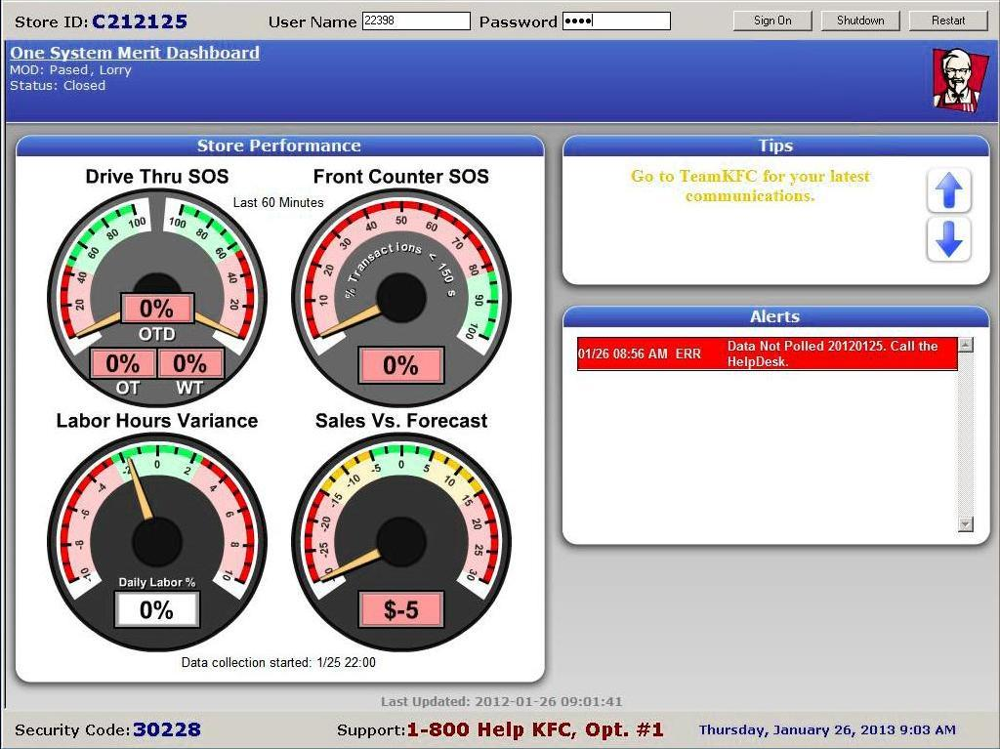 Store ID: C212125
User Name 22398 Password ••••
Sign On Shutdown Restart
One System Merit Dashboard
MOD: Pased, Lorry
Status: Closed
Store Performance
Drive Thru SOS
Last 60 Minutes
20 40 60 80 100
100 80 60 40 20
0%
OTD
0% 0%
OT WT
Front Counter SOS
10 20 30 40 50 60 70 80 90 100
% Transactions < 150 s
0%
Labor Hours Variance
-8 -6 -4 -2 0 2 4 6 8 10
Daily Labor %
0%
Sales Vs. Forecast
-25 -20 -15 -10 -5 0 5 10 15 20 25 30
$-5
Data collection started: 1/25 22:00
Tips
Go to TeamKFC for your latest
communications.
Alerts
01/26 08:56 AM ERR Data Not Polled 20120125. Call the
HelpDesk.
Last Updated: 2012-01-26 09:01:41
Security Code: 30228
Support: 1-800 Help KFC, Opt. #1
Thursday, January 26, 2013 9:03 AM